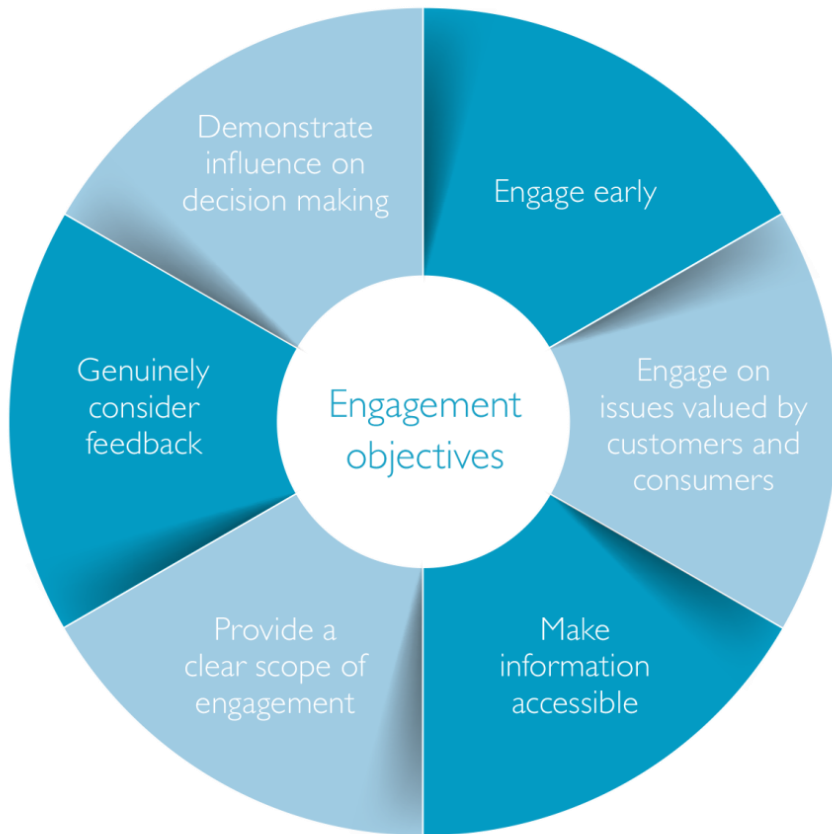 Engagement
objectives
Engage early
Engage on
issues valued by
customers and
consumers
Make
information
accessible
Provide a
clear scope of
engagement
Genuinely
consider
feedback
Demonstrate
influence on
decision making